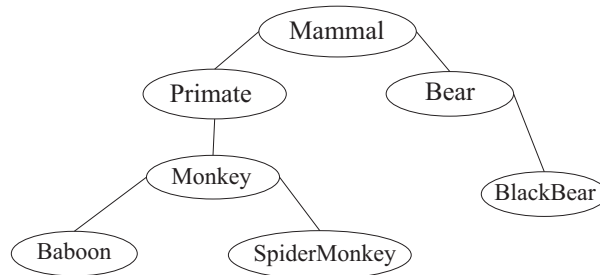 Mammal
Primate
Bear
Monkey
BlackBear
Baboon
SpiderMonkey